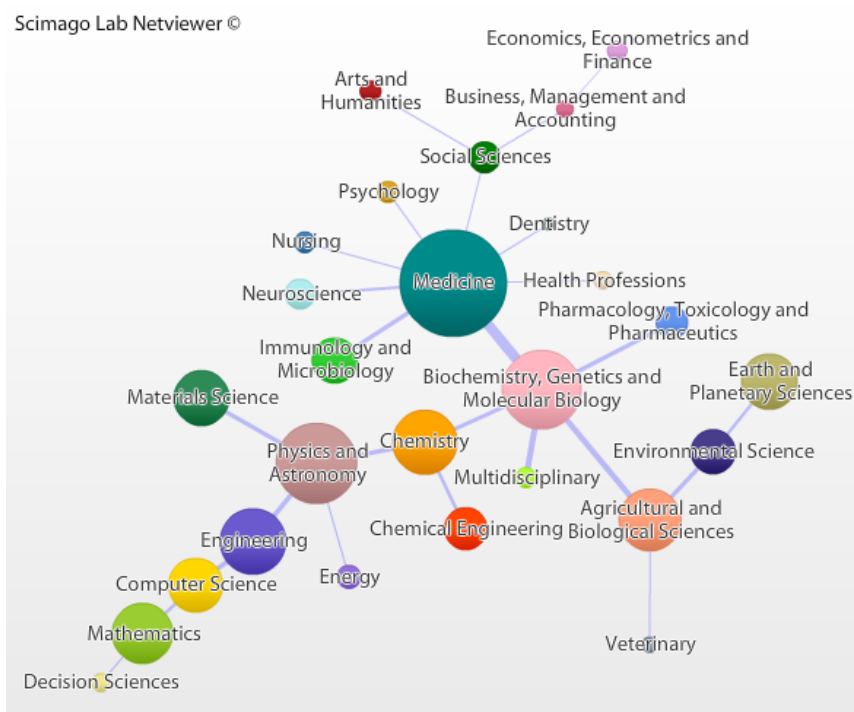 Scimago Lab Netviewer ©
Economics, Econometrics and
Finance
Arts and
Humanities
Business, Management and
Accounting
Social Sciences
Psychology
Dentistry
Nursing
Medicine
Health Professions
Neuroscience
Pharmacology, Toxicology and
Pharmaceutics
Immunology and
Microbiology
Biochemistry, Genetics and
Molecular Biology
Earth and
Planetary Sciences
Materials Science
Chemistry
Physics and
Astronomy
Environmental Science
Multidisciplinary
Agricultural and
Biological Sciences
Chemical Engineering
Engineering
Energy
Computer Science
Mathematics
Veterinary
Decision Sciences